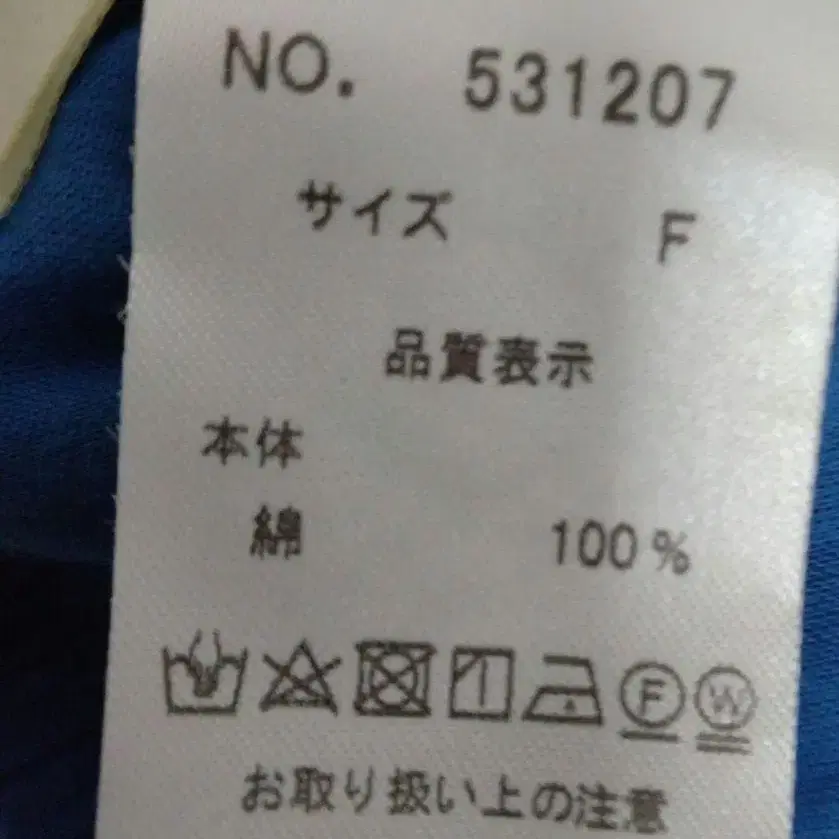 NO. 531207
サイズ F
品質表示
本体
綿 100%
F W
お取り扱い上の注意